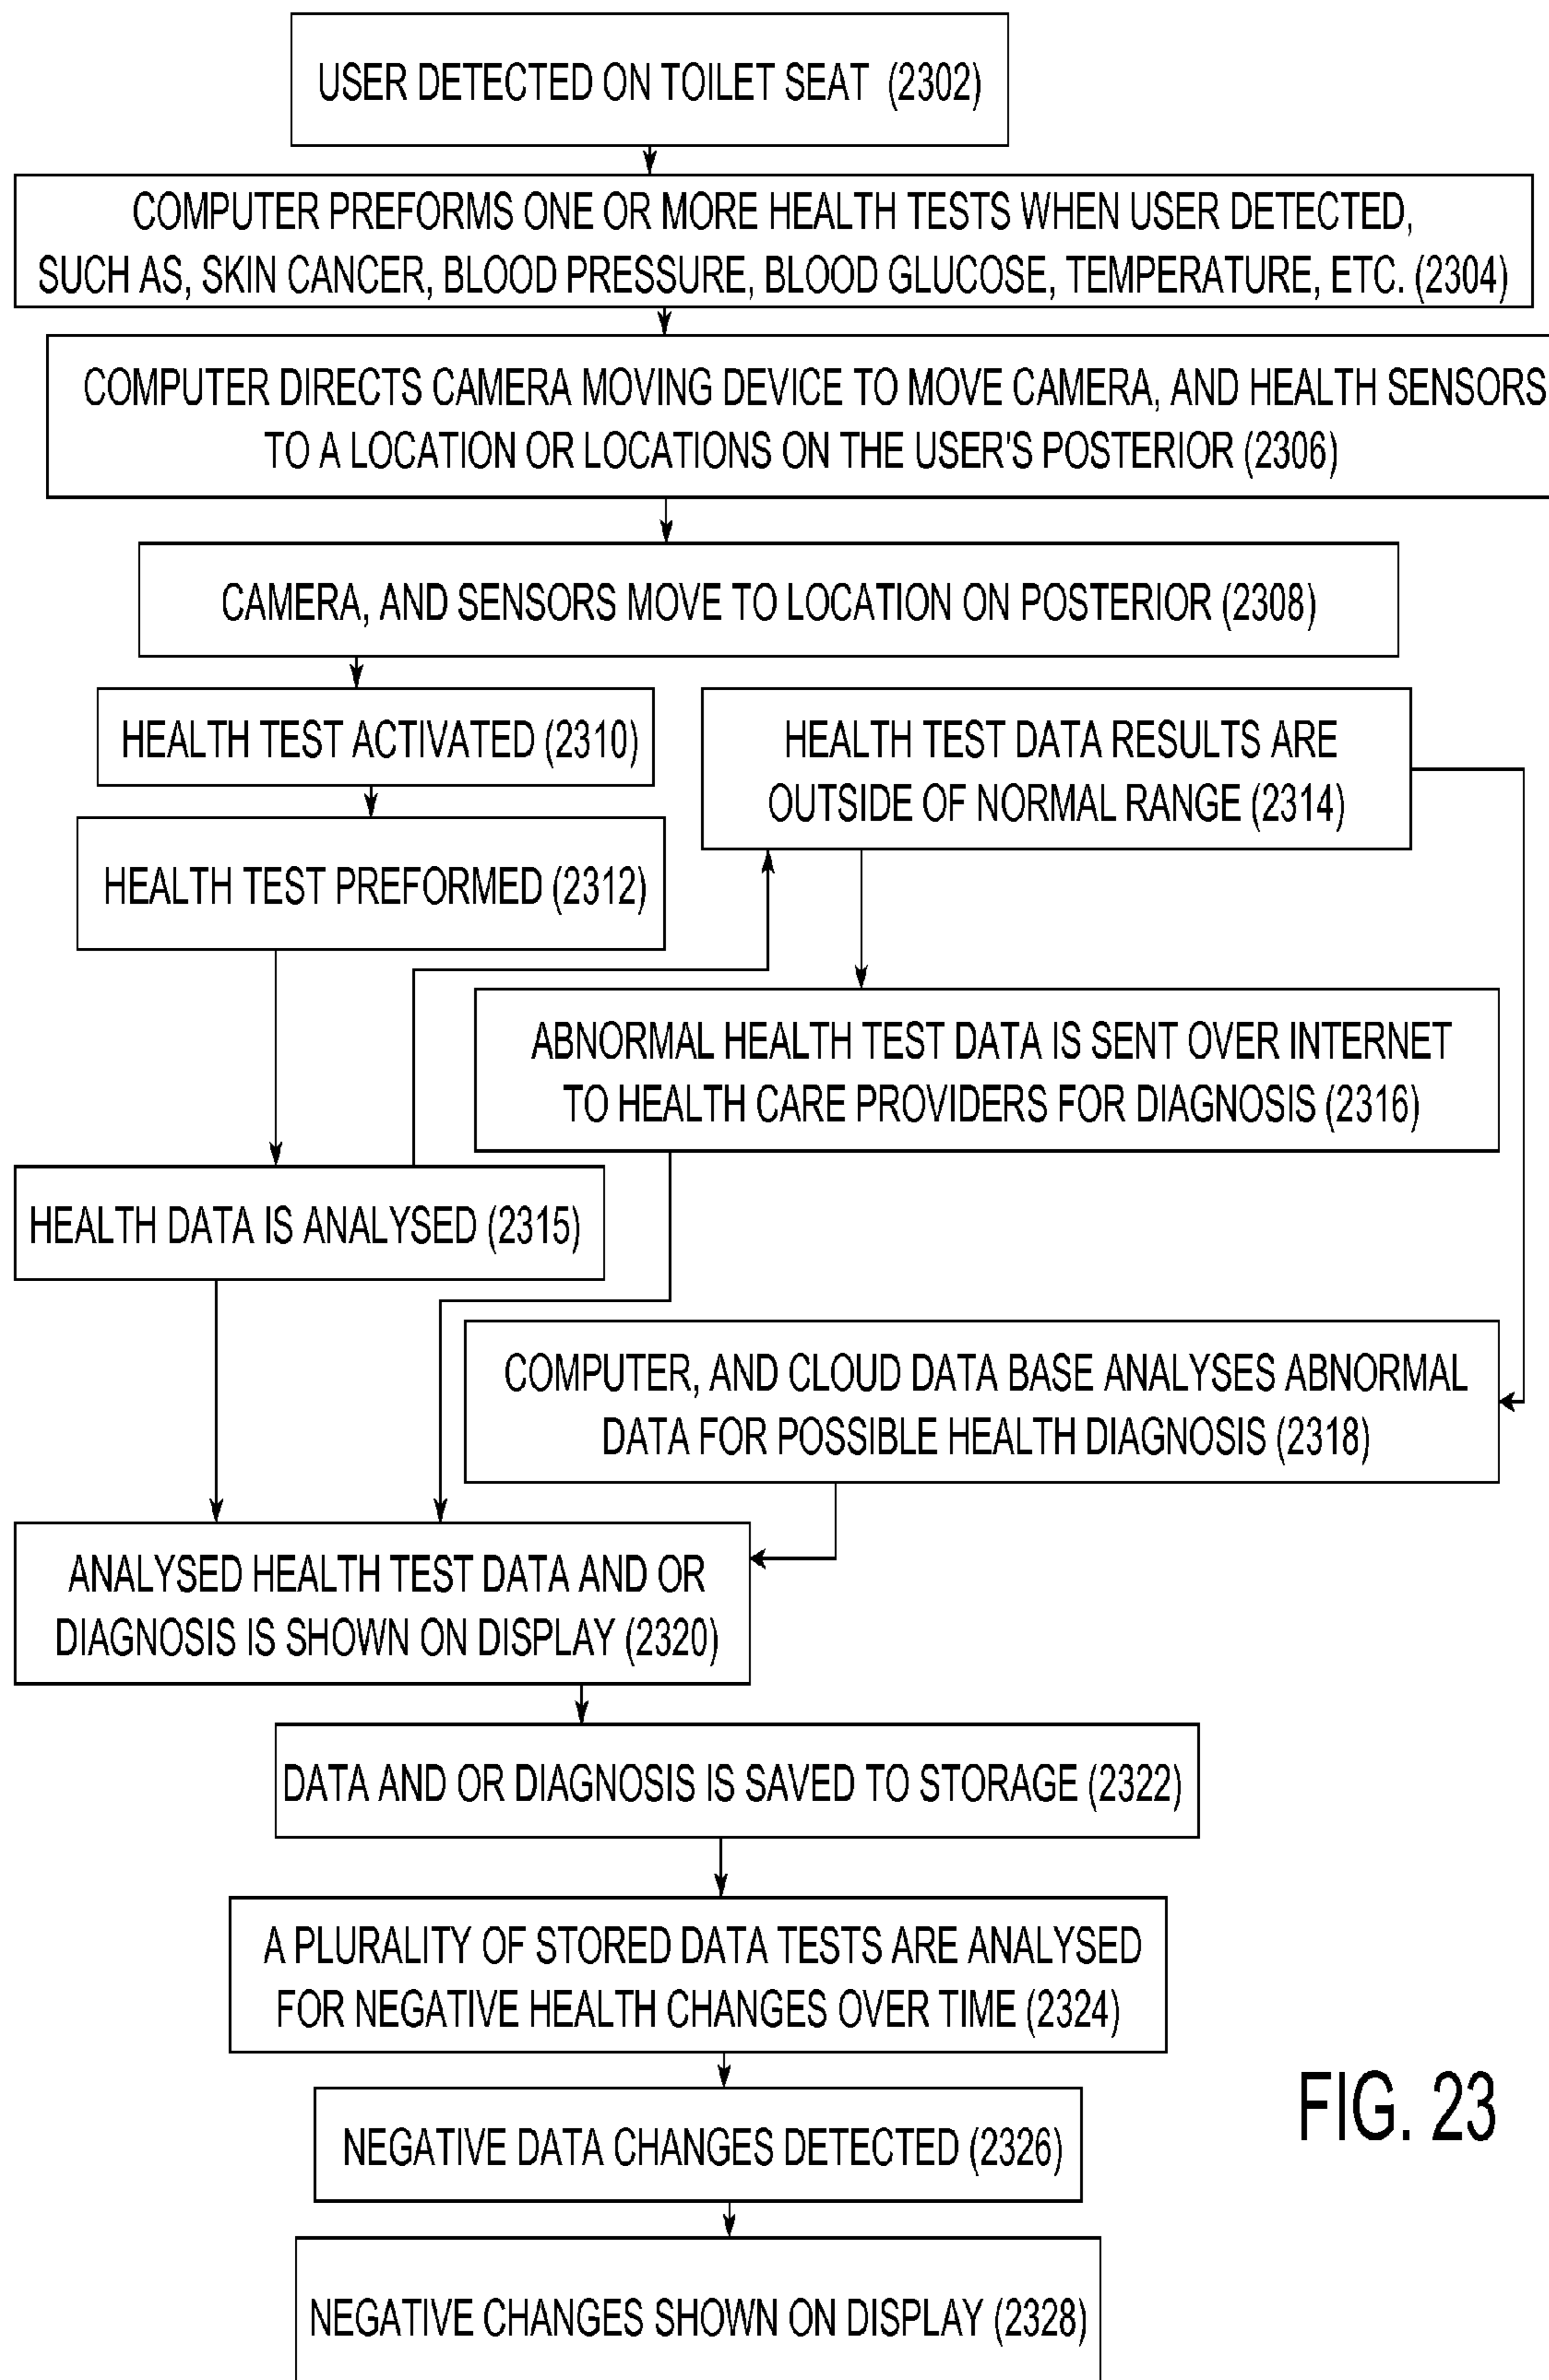 USER DETECTED ON TOILET SEAT (2302)
COMPUTER PREFORMS ONE OR MORE HEALTH TESTS WHEN USER DETECTED,
SUCH AS, SKIN CANCER, BLOOD PRESSURE, BLOOD GLUCOSE, TEMPERATURE, ETC. (2304)
COMPUTER DIRECTS CAMERA MOVING DEVICE TO MOVE CAMERA, AND HEALTH SENSORS
TO A LOCATION OR LOCATIONS ON THE USER'S POSTERIOR (2306)
CAMERA, AND SENSORS MOVE TO LOCATION ON POSTERIOR (2308)
HEALTH TEST ACTIVATED (2310)
HEALTH TEST PREFORMED (2312)
HEALTH TEST DATA RESULTS ARE
OUTSIDE OF NORMAL RANGE (2314)
ABNORMAL HEALTH TEST DATA IS SENT OVER INTERNET
TO HEALTH CARE PROVIDERS FOR DIAGNOSIS (2316)
HEALTH DATA IS ANALYSED (2315)
COMPUTER, AND CLOUD DATA BASE ANALYSES ABNORMAL
DATA FOR POSSIBLE HEALTH DIAGNOSIS (2318)
ANALYSED HEALTH TEST DATA AND OR
DIAGNOSIS IS SHOWN ON DISPLAY (2320)
DATA AND OR DIAGNOSIS IS SAVED TO STORAGE (2322)
A PLURALITY OF STORED DATA TESTS ARE ANALYSED
FOR NEGATIVE HEALTH CHANGES OVER TIME (2324)
NEGATIVE DATA CHANGES DETECTED (2326)
NEGATIVE CHANGES SHOWN ON DISPLAY (2328)
FIG. 23